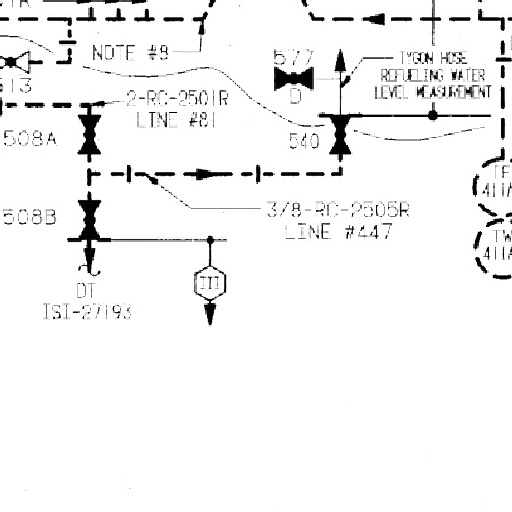 NOTE #8
577
D
TYGON HOSE
REFUELING WATER
LEVEL MEASUREMENT
513
2-RC-2501R
LINE #81
508A
540
3/8-RC-2505R
LINE #447
508B
III
DT
ISI-27193
411A
TW
411A